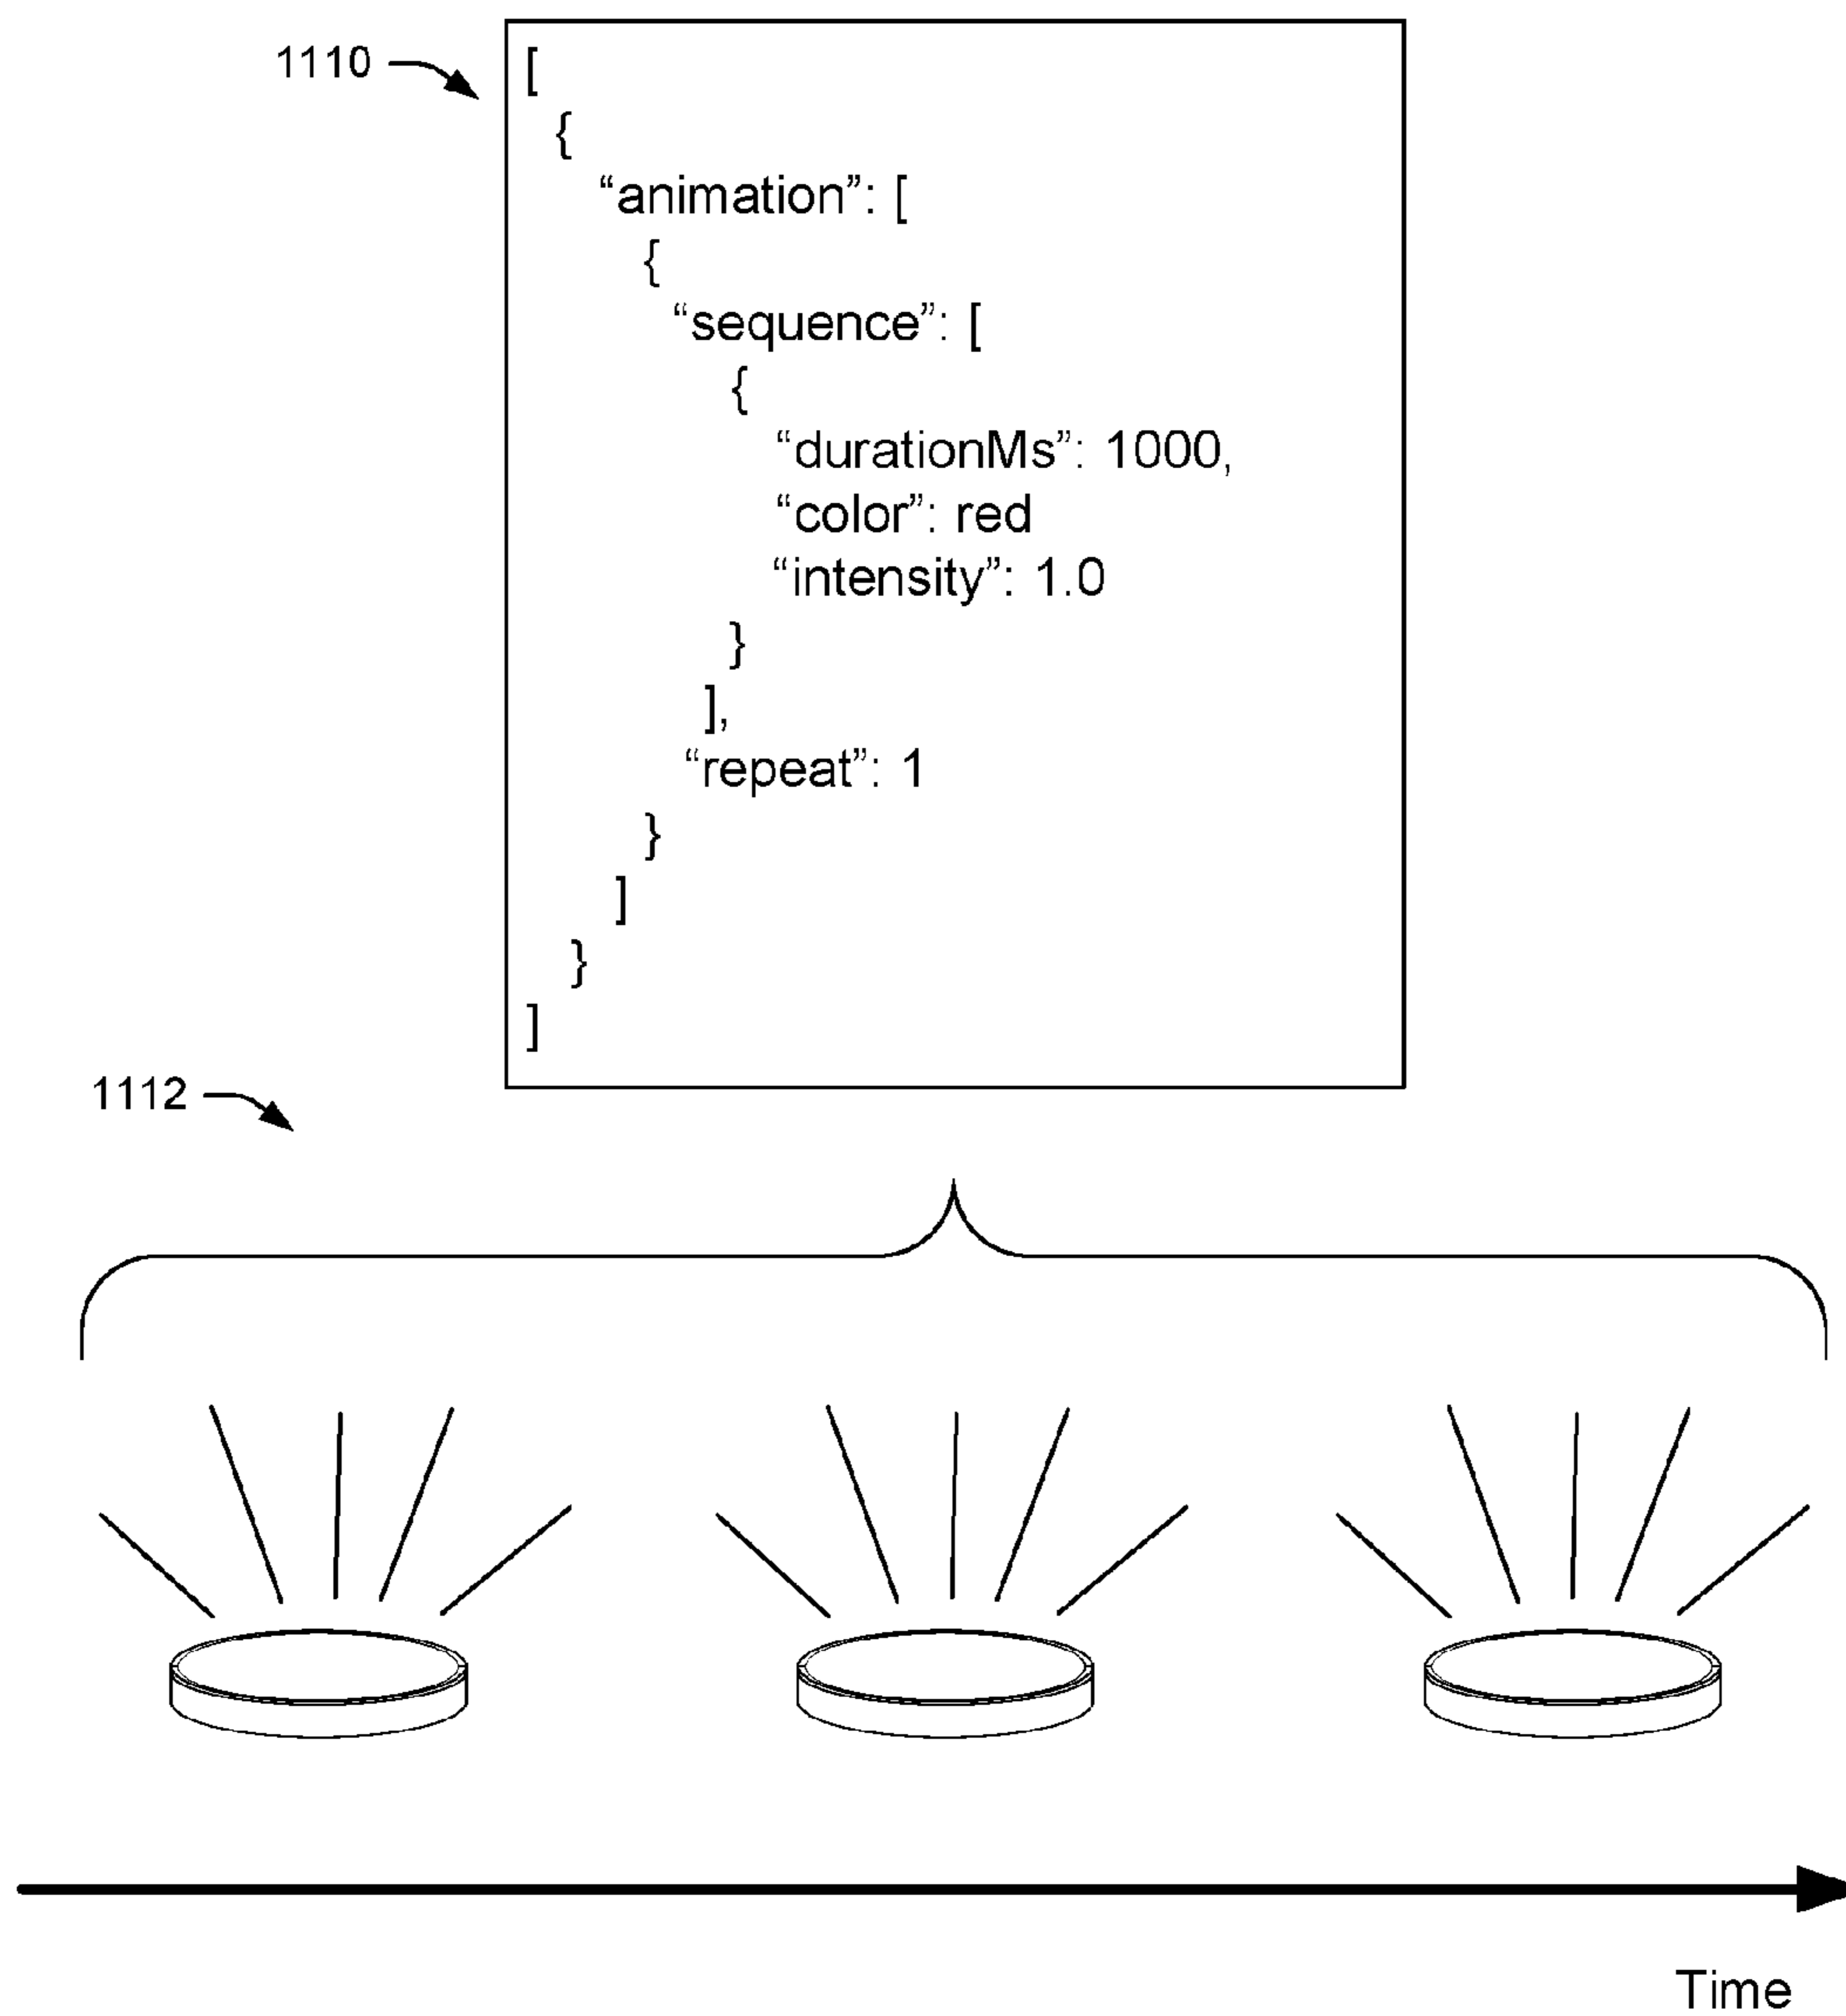 1110
[
{
“animation”: [
{
“sequence”: [
{
“durationMs”: 1000,
“color”: red
“intensity”: 1.0
}
],
“repeat”: 1
}
]
}
]
1112
Time